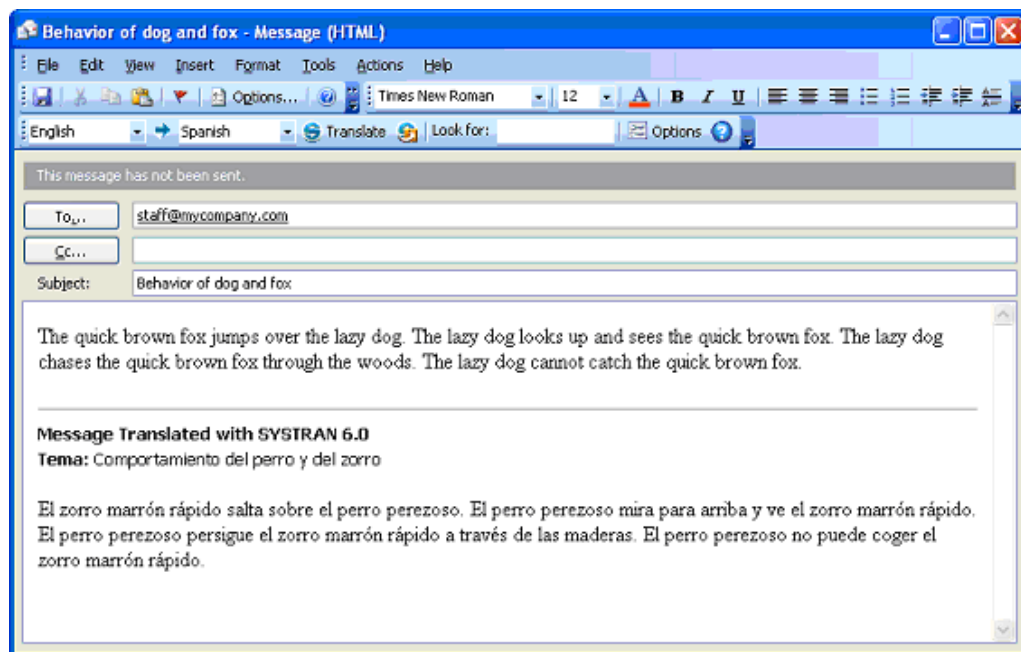 Behavior of dog and fox - Message (HTML)
File Edit View Insert Format Tools Actions Help
Options... Times New Roman 12 A B I U
English Spanish Translate Look for: Options
This message has not been sent.
To... staff@mycompany.com
Cc...
Subject: Behavior of dog and fox
The quick brown fox jumps over the lazy dog. The lazy dog looks up and sees the quick brown fox. The lazy dog
chases the quick brown fox through the woods. The lazy dog cannot catch the quick brown fox.
Message Translated with SYSTRAN 6.0
Tema: Comportamiento del perro y del zorro
El zorro marrón rápido salta sobre el perro perezoso. El perro perezoso mira para arriba y ve el zorro marrón rápido.
El perro perezoso persigue el zorro marrón rápido a través de las maderas. El perro perezoso no puede coger el
zorro marrón rápido.